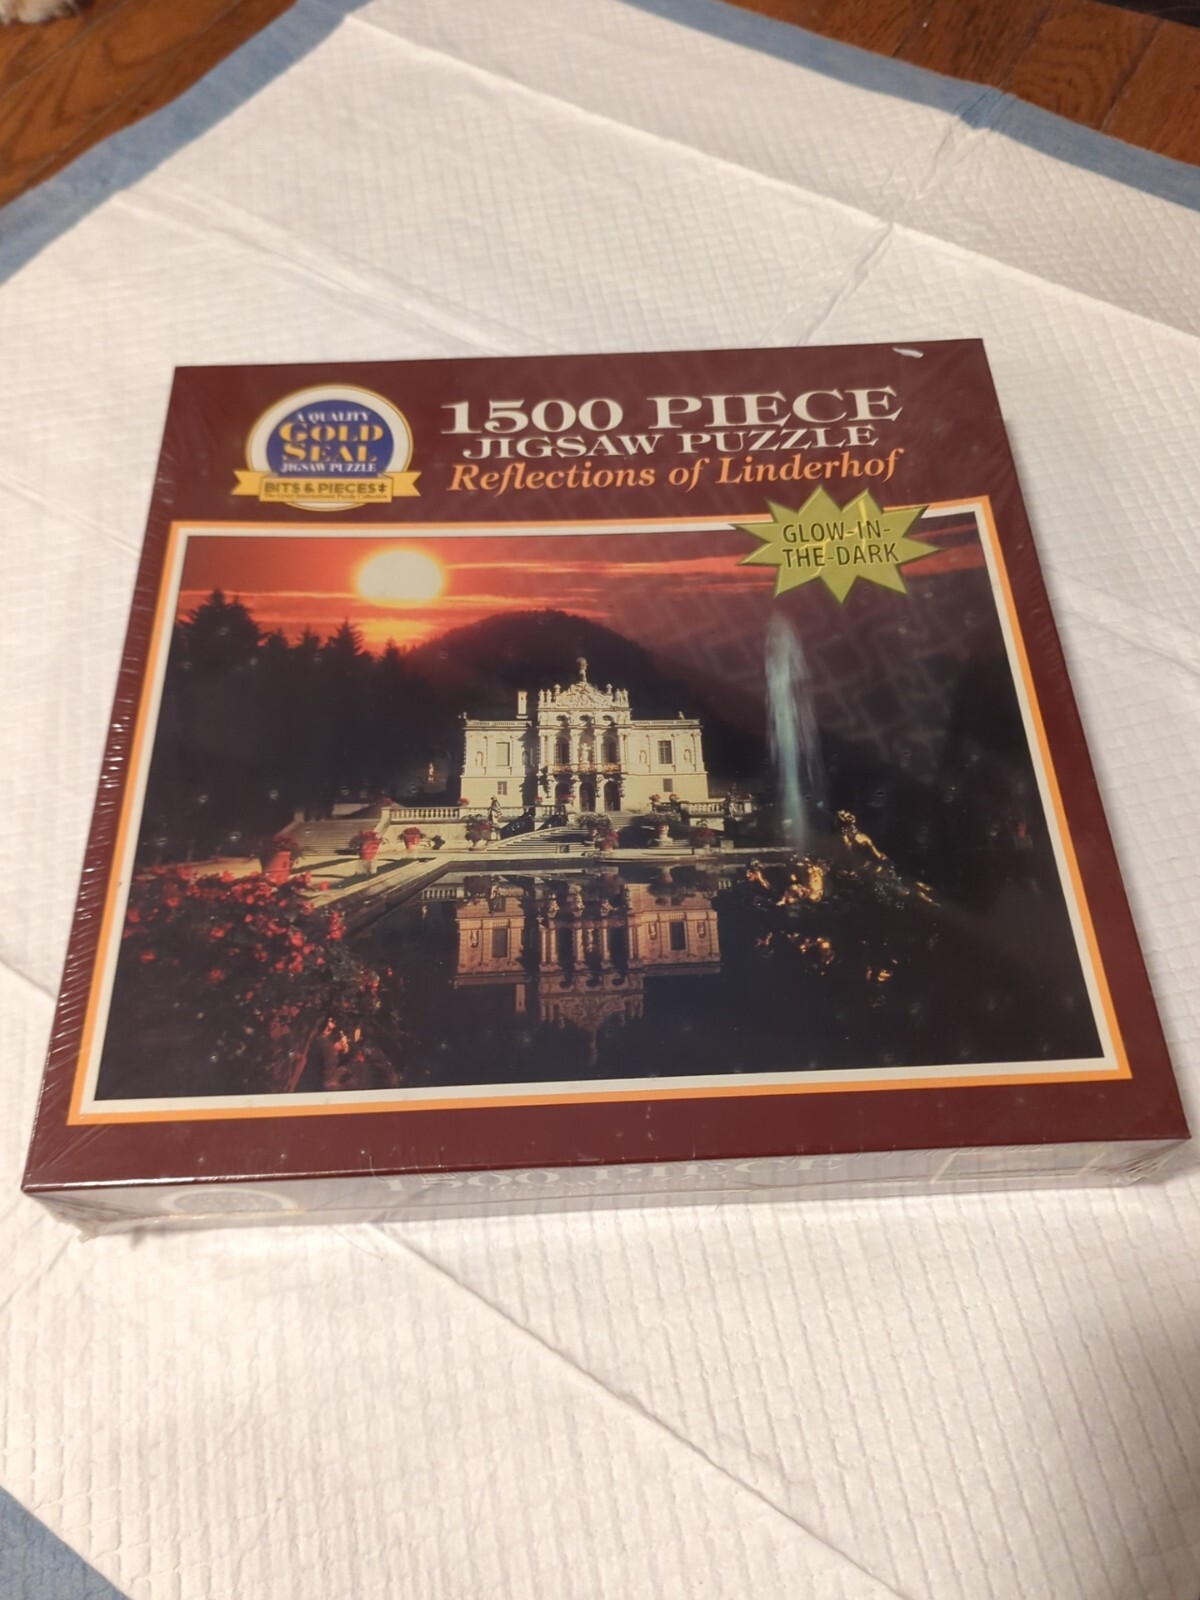 A QUALITY
GOLD
SEAL
JIGSAW PUZZLE
BITS & PIECES
1500 PIECE
JIGSAW PUZZLE
Reflections of Linderhof
GLOW-IN-
THE-DARK
1500 PIECE